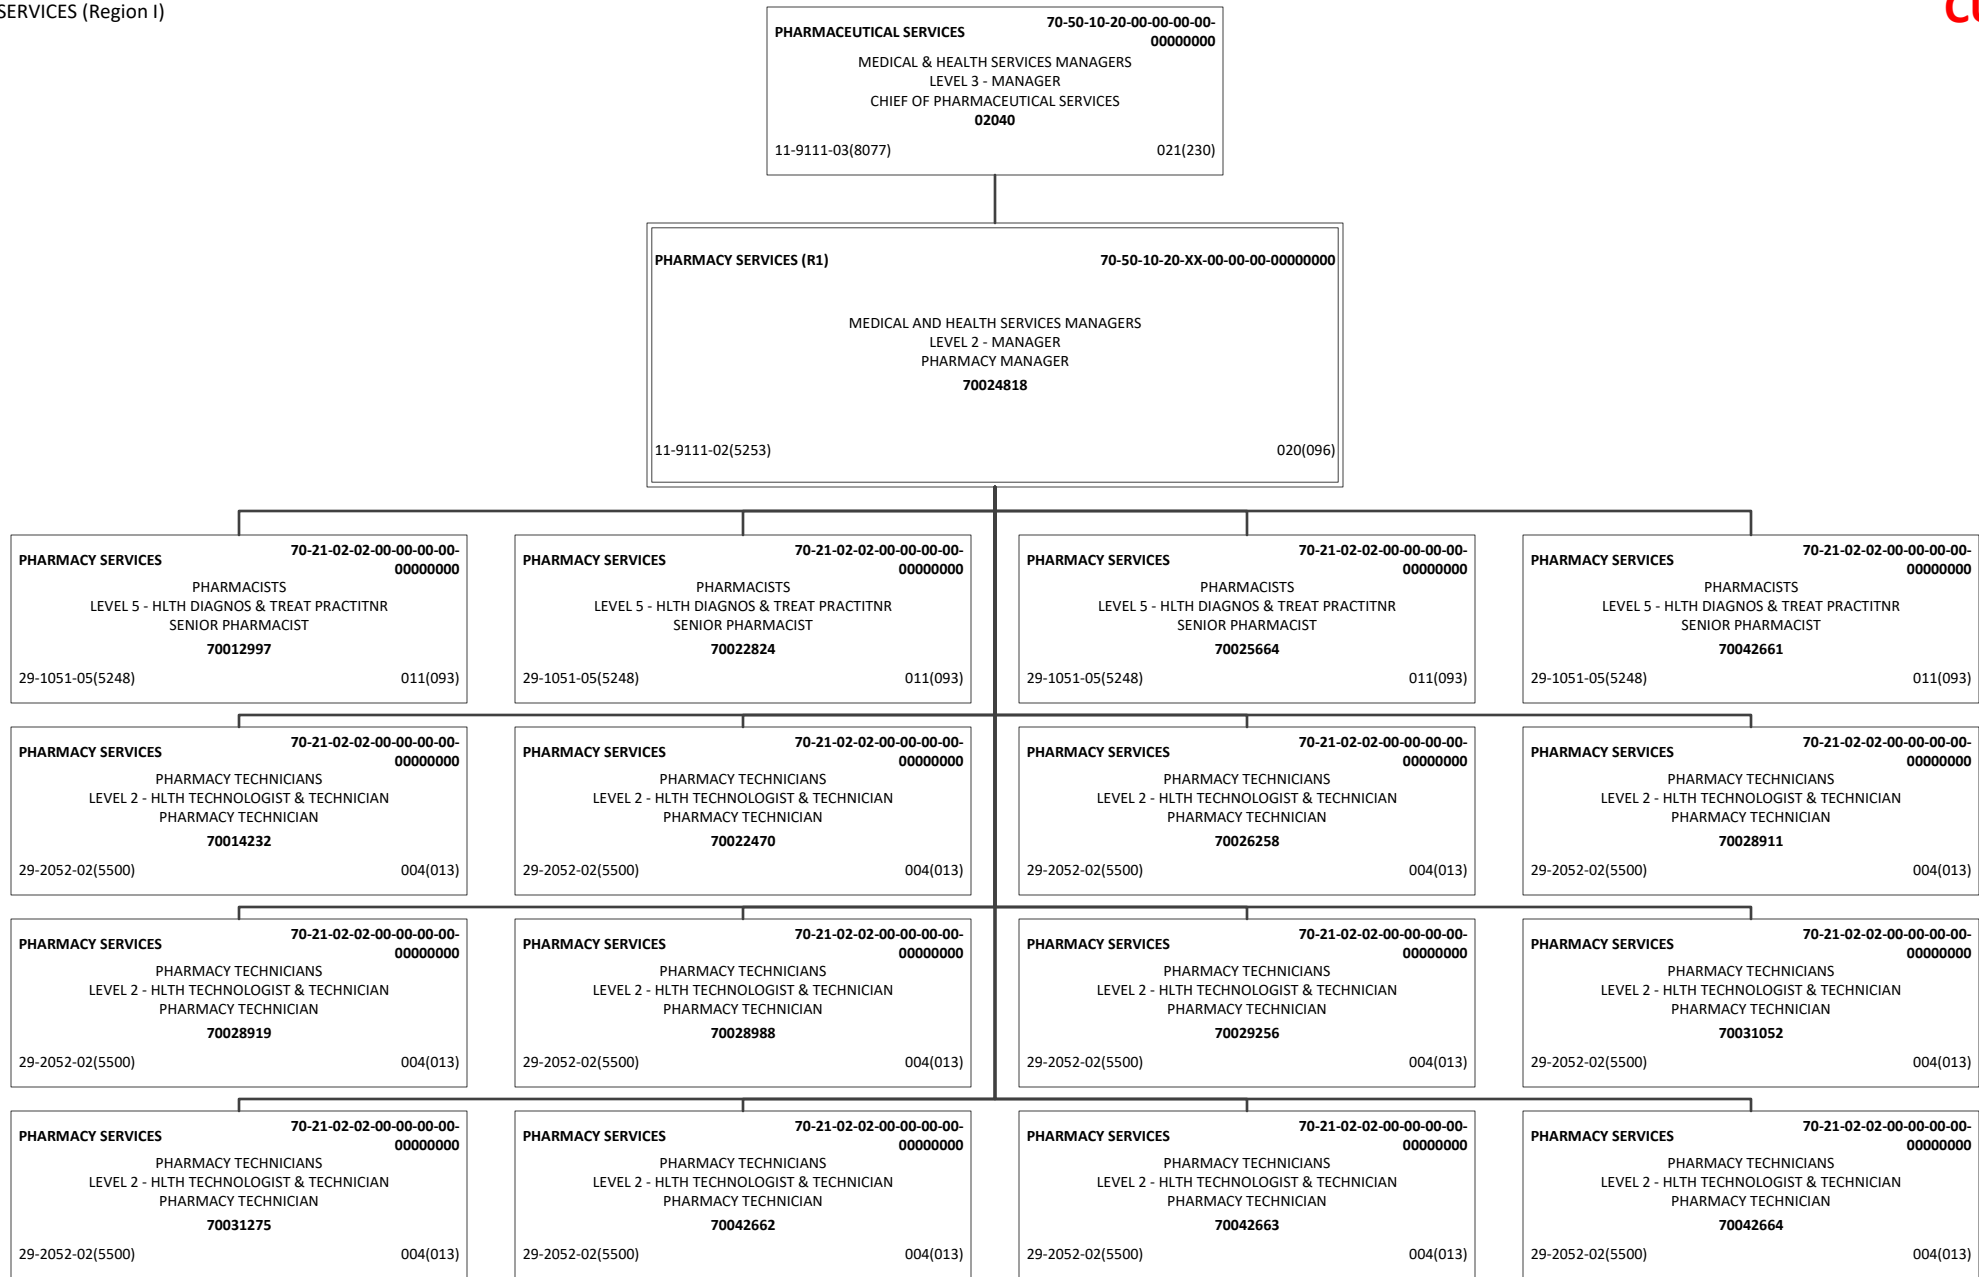 SERVICES (Region I)
PHARMACEUTICAL SERVICES
70-50-10-20-00-00-00-00-
00000000
MEDICAL & HEALTH SERVICES MANAGERS
LEVEL 3 - MANAGER
CHIEF OF PHARMACEUTICAL SERVICES
02040
11-9111-03(8077) 021(230)
PHARMACY SERVICES (R1) 70-50-10-20-XX-00-00-00-00000000
MEDICAL AND HEALTH SERVICES MANAGERS
LEVEL 2 - MANAGER
PHARMACY MANAGER
70024818
11-9111-02(5253) 020(096)
PHARMACY SERVICES
70-21-02-02-00-00-00-00-
00000000
PHARMACISTS
LEVEL 5 - HLTH DIAGNOS & TREAT PRACTITNR
SENIOR PHARMACIST
70012997
29-1051-05(5248) 011(093)
PHARMACY SERVICES
70-21-02-02-00-00-00-00-
00000000
PHARMACISTS
LEVEL 5 - HLTH DIAGNOS & TREAT PRACTITNR
SENIOR PHARMACIST
70022824
29-1051-05(5248) 011(093)
PHARMACY SERVICES
70-21-02-02-00-00-00-00-
00000000
PHARMACISTS
LEVEL 5 - HLTH DIAGNOS & TREAT PRACTITNR
SENIOR PHARMACIST
70025664
29-1051-05(5248) 011(093)
PHARMACY SERVICES
70-21-02-02-00-00-00-00-
00000000
PHARMACISTS
LEVEL 5 - HLTH DIAGNOS & TREAT PRACTITNR
SENIOR PHARMACIST
70042661
29-1051-05(5248) 011(093)
PHARMACY SERVICES
70-21-02-02-00-00-00-00-
00000000
PHARMACY TECHNICIANS
LEVEL 2 - HLTH TECHNOLOGIST & TECHNICIAN
PHARMACY TECHNICIAN
70014232
29-2052-02(5500) 004(013)
PHARMACY SERVICES
70-21-02-02-00-00-00-00-
00000000
PHARMACY TECHNICIANS
LEVEL 2 - HLTH TECHNOLOGIST & TECHNICIAN
PHARMACY TECHNICIAN
70022470
29-2052-02(5500) 004(013)
PHARMACY SERVICES
70-21-02-02-00-00-00-00-
00000000
PHARMACY TECHNICIANS
LEVEL 2 - HLTH TECHNOLOGIST & TECHNICIAN
PHARMACY TECHNICIAN
70026258
29-2052-02(5500) 004(013)
PHARMACY SERVICES
70-21-02-02-00-00-00-00-
00000000
PHARMACY TECHNICIANS
LEVEL 2 - HLTH TECHNOLOGIST & TECHNICIAN
PHARMACY TECHNICIAN
70028911
29-2052-02(5500) 004(013)
PHARMACY SERVICES
70-21-02-02-00-00-00-00-
00000000
PHARMACY TECHNICIANS
LEVEL 2 - HLTH TECHNOLOGIST & TECHNICIAN
PHARMACY TECHNICIAN
70028919
29-2052-02(5500) 004(013)
PHARMACY SERVICES
70-21-02-02-00-00-00-00-
00000000
PHARMACY TECHNICIANS
LEVEL 2 - HLTH TECHNOLOGIST & TECHNICIAN
PHARMACY TECHNICIAN
70028988
29-2052-02(5500) 004(013)
PHARMACY SERVICES
70-21-02-02-00-00-00-00-
00000000
PHARMACY TECHNICIANS
LEVEL 2 - HLTH TECHNOLOGIST & TECHNICIAN
PHARMACY TECHNICIAN
70029256
29-2052-02(5500) 004(013)
PHARMACY SERVICES
70-21-02-02-00-00-00-00-
00000000
PHARMACY TECHNICIANS
LEVEL 2 - HLTH TECHNOLOGIST & TECHNICIAN
PHARMACY TECHNICIAN
70031052
29-2052-02(5500) 004(013)
PHARMACY SERVICES
70-21-02-02-00-00-00-00-
00000000
PHARMACY TECHNICIANS
LEVEL 2 - HLTH TECHNOLOGIST & TECHNICIAN
PHARMACY TECHNICIAN
70031275
29-2052-02(5500) 004(013)
PHARMACY SERVICES
70-21-02-02-00-00-00-00-
00000000
PHARMACY TECHNICIANS
LEVEL 2 - HLTH TECHNOLOGIST & TECHNICIAN
PHARMACY TECHNICIAN
70042662
29-2052-02(5500) 004(013)
PHARMACY SERVICES
70-21-02-02-00-00-00-00-
00000000
PHARMACY TECHNICIANS
LEVEL 2 - HLTH TECHNOLOGIST & TECHNICIAN
PHARMACY TECHNICIAN
70042663
29-2052-02(5500) 004(013)
PHARMACY SERVICES
70-21-02-02-00-00-00-00-
00000000
PHARMACY TECHNICIANS
LEVEL 2 - HLTH TECHNOLOGIST & TECHNICIAN
PHARMACY TECHNICIAN
70042664
29-2052-02(5500) 004(013)